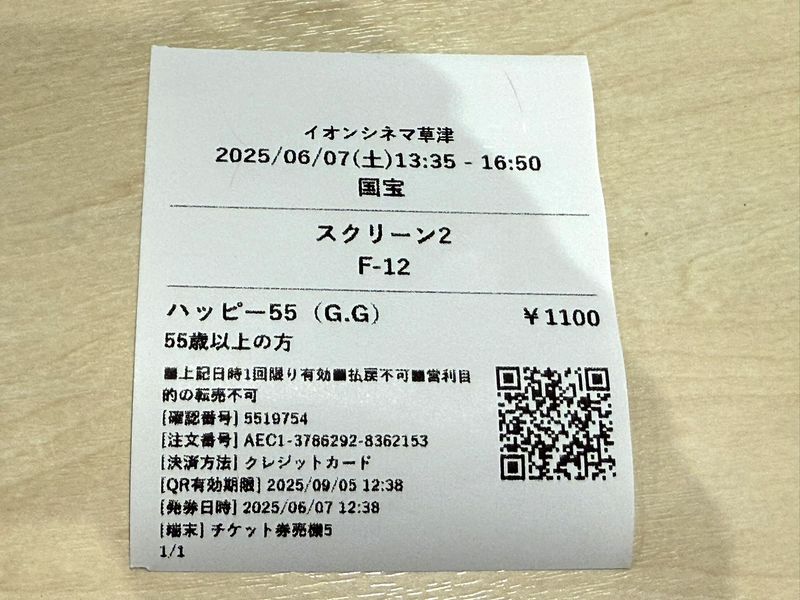 イオンシネマ草津
2025/06/07(土)13:35 - 16:50
国宝
スクリーン2
F-12
ハッピー55（G.G） ￥1100
55歳以上の方
■上記日時1回限り有効■払戻不可■営利目
的の転売不可
[確認番号] 5519754
[注文番号] AEC1-3786292-8362153
[決済方法] クレジットカード
[QR有効期限] 2025/09/05 12:38
[発券日時] 2025/06/07 12:38
[端末] チケット券売機5
1/1